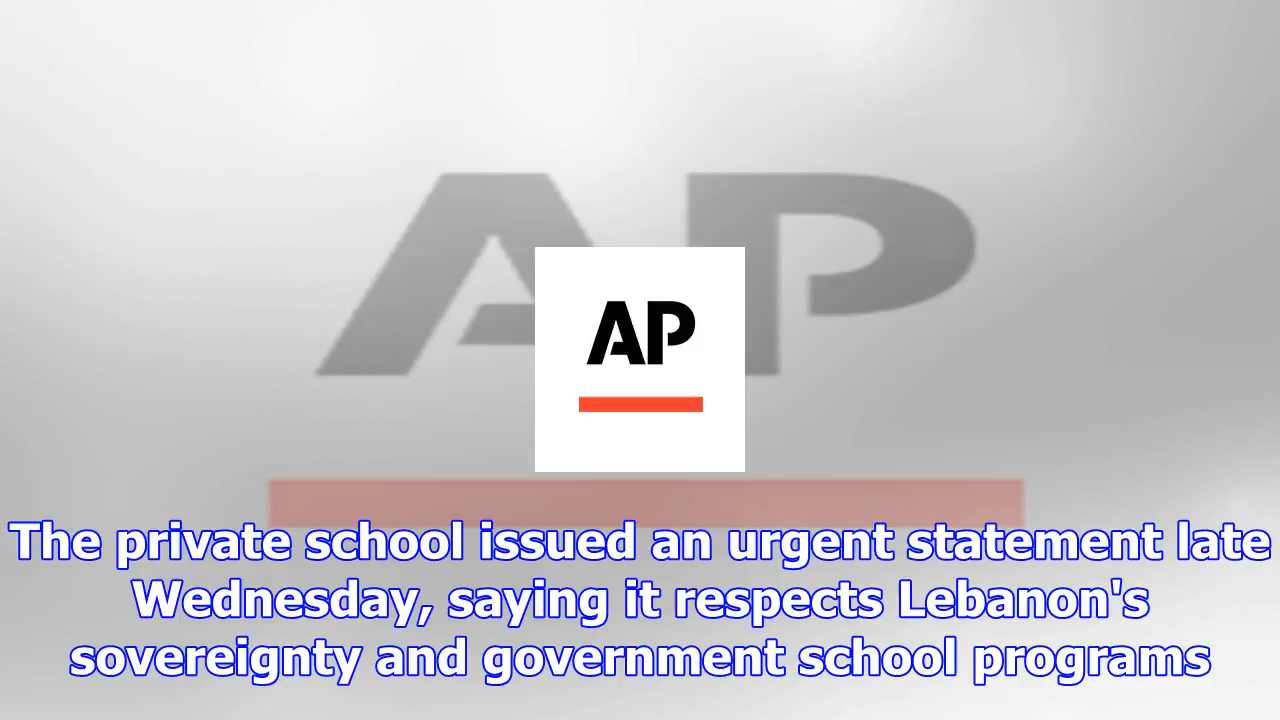 AP
AP
The private school issued an urgent statement late
Wednesday, saying it respects Lebanon's
sovereignty and government school programs